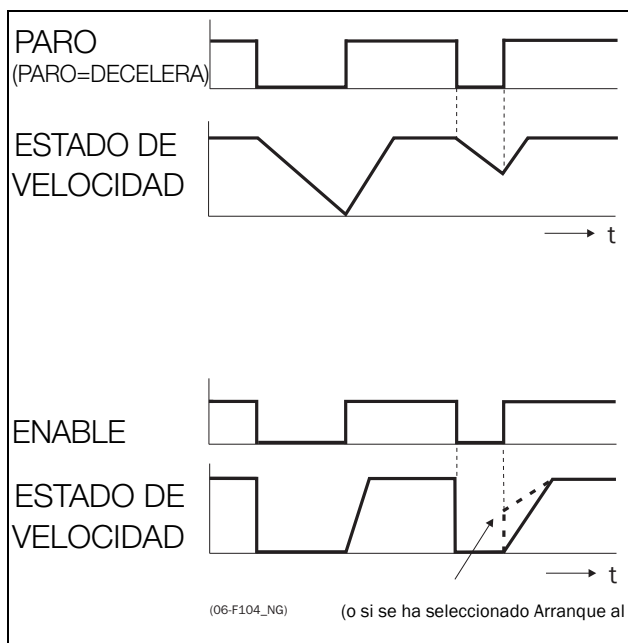 PARO
(PARO=DECELERA)
ESTADO DE
VELOCIDAD
t
ENABLE
ESTADO DE
VELOCIDAD
t
(06-F104_NG)
(o si se ha seleccionado Arranque al